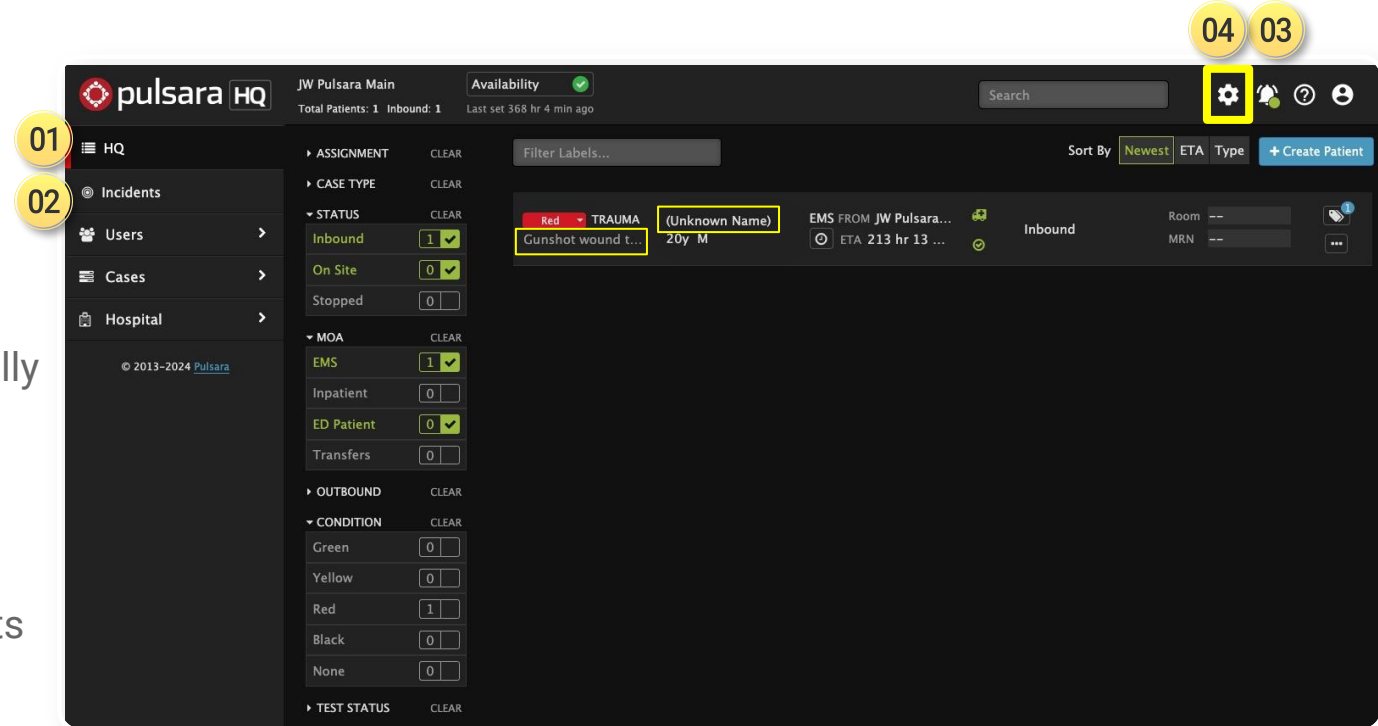 04 03
pulsara HQ
JW Pulsara Main
Total Patients: 1 Inbound: 1
Availability
Last set 368 hr 4 min ago
Search
01
HQ
02
Incidents
Users
Cases
Hospital
© 2013-2024 Pulsara
lly
ts
ASSIGNMENT CLEAR
CASE TYPE CLEAR
STATUS CLEAR
Inbound 1
On Site 0
Stopped 0
MOA CLEAR
EMS 1
Inpatient 0
ED Patient 0
Transfers 0
OUTBOUND CLEAR
CONDITION CLEAR
Green 0
Yellow 0
Red 1
Black 0
None 0
TEST STATUS CLEAR
Filter Labels...
Sort By Newest ETA Type + Create Patient
Red TRAUMA
Gunshot wound t...
(Unknown Name)
20y M
EMS FROM JW Pulsara...
ETA 213 hr 13 ...
Inbound
Room --
MRN --
1